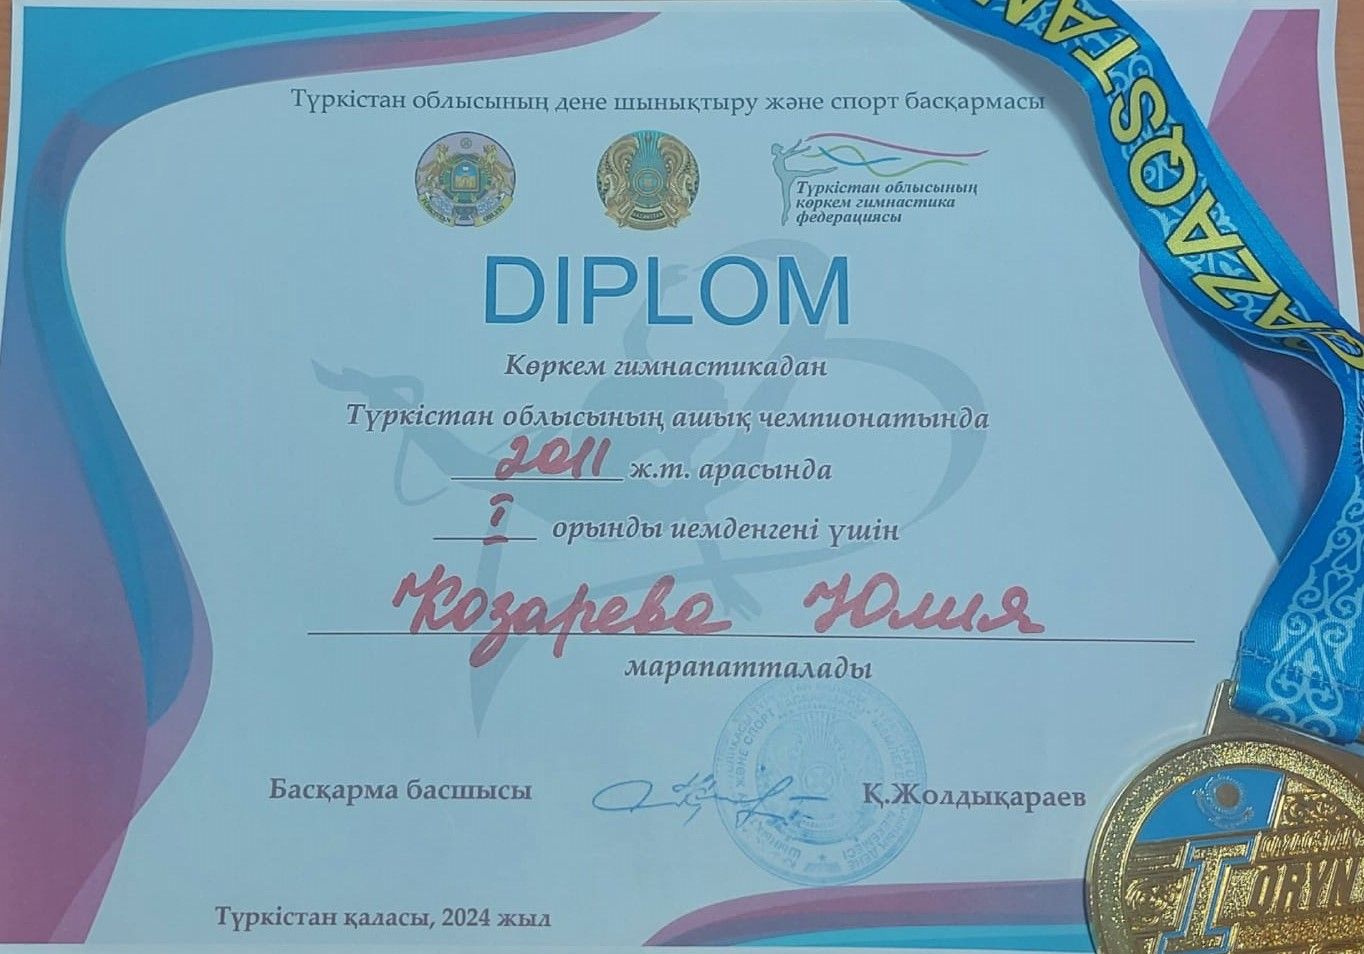 Түркістан облысының дене шынықтыру және спорт басқармасы
Түркістан облысының
көркем гимнастика
федерациясы
DIPLOM
Көркем гимнастикадан
Түркістан облысының ашық чемпионатында
2011 ж.т. арасында
I орынды иемденгені үшін
Козарева Юлия
марапатталады
Басқарма басшысы Қ.Жолдықараев
Түркістан қаласы, 2024 жыл
QAZAQSTAN
I ORYN